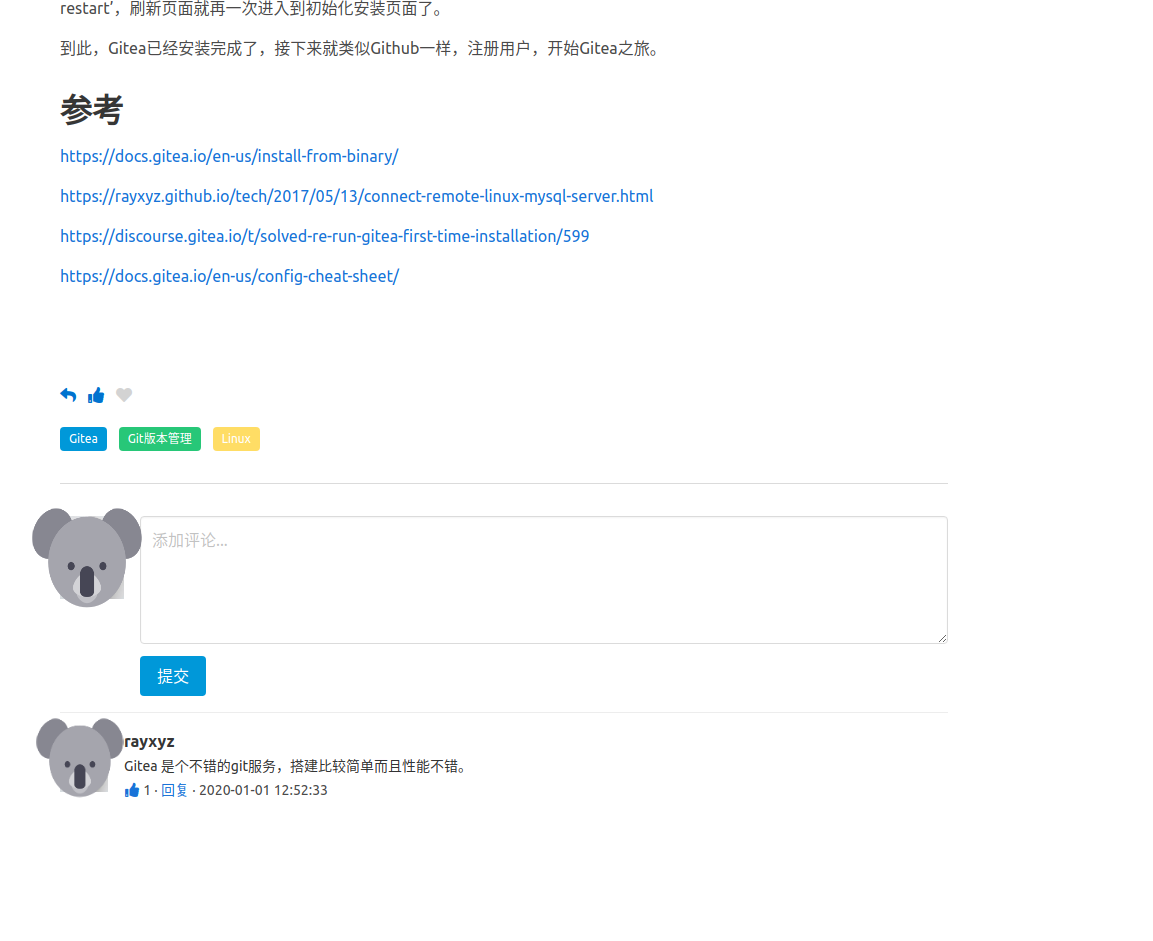 restart’，刷新页面就再一次进入到初始化安装页面了。
到此，Gitea已经安装完成了，接下来就类似Github一样，注册用户，开始Gitea之旅。
参考
https://docs.gitea.io/en-us/install-from-binary/
https://rayxyz.github.io/tech/2017/05/13/connect-remote-linux-mysql-server.html
https://discourse.gitea.io/t/solved-re-run-gitea-first-time-installation/599
https://docs.gitea.io/en-us/config-cheat-sheet/
Gitea Git版本管理 Linux
添加评论...
提交
rayxyz
Gitea 是个不错的git服务，搭建比较简单而且性能不错。
1 · 回复 · 2020-01-01 12:52:33